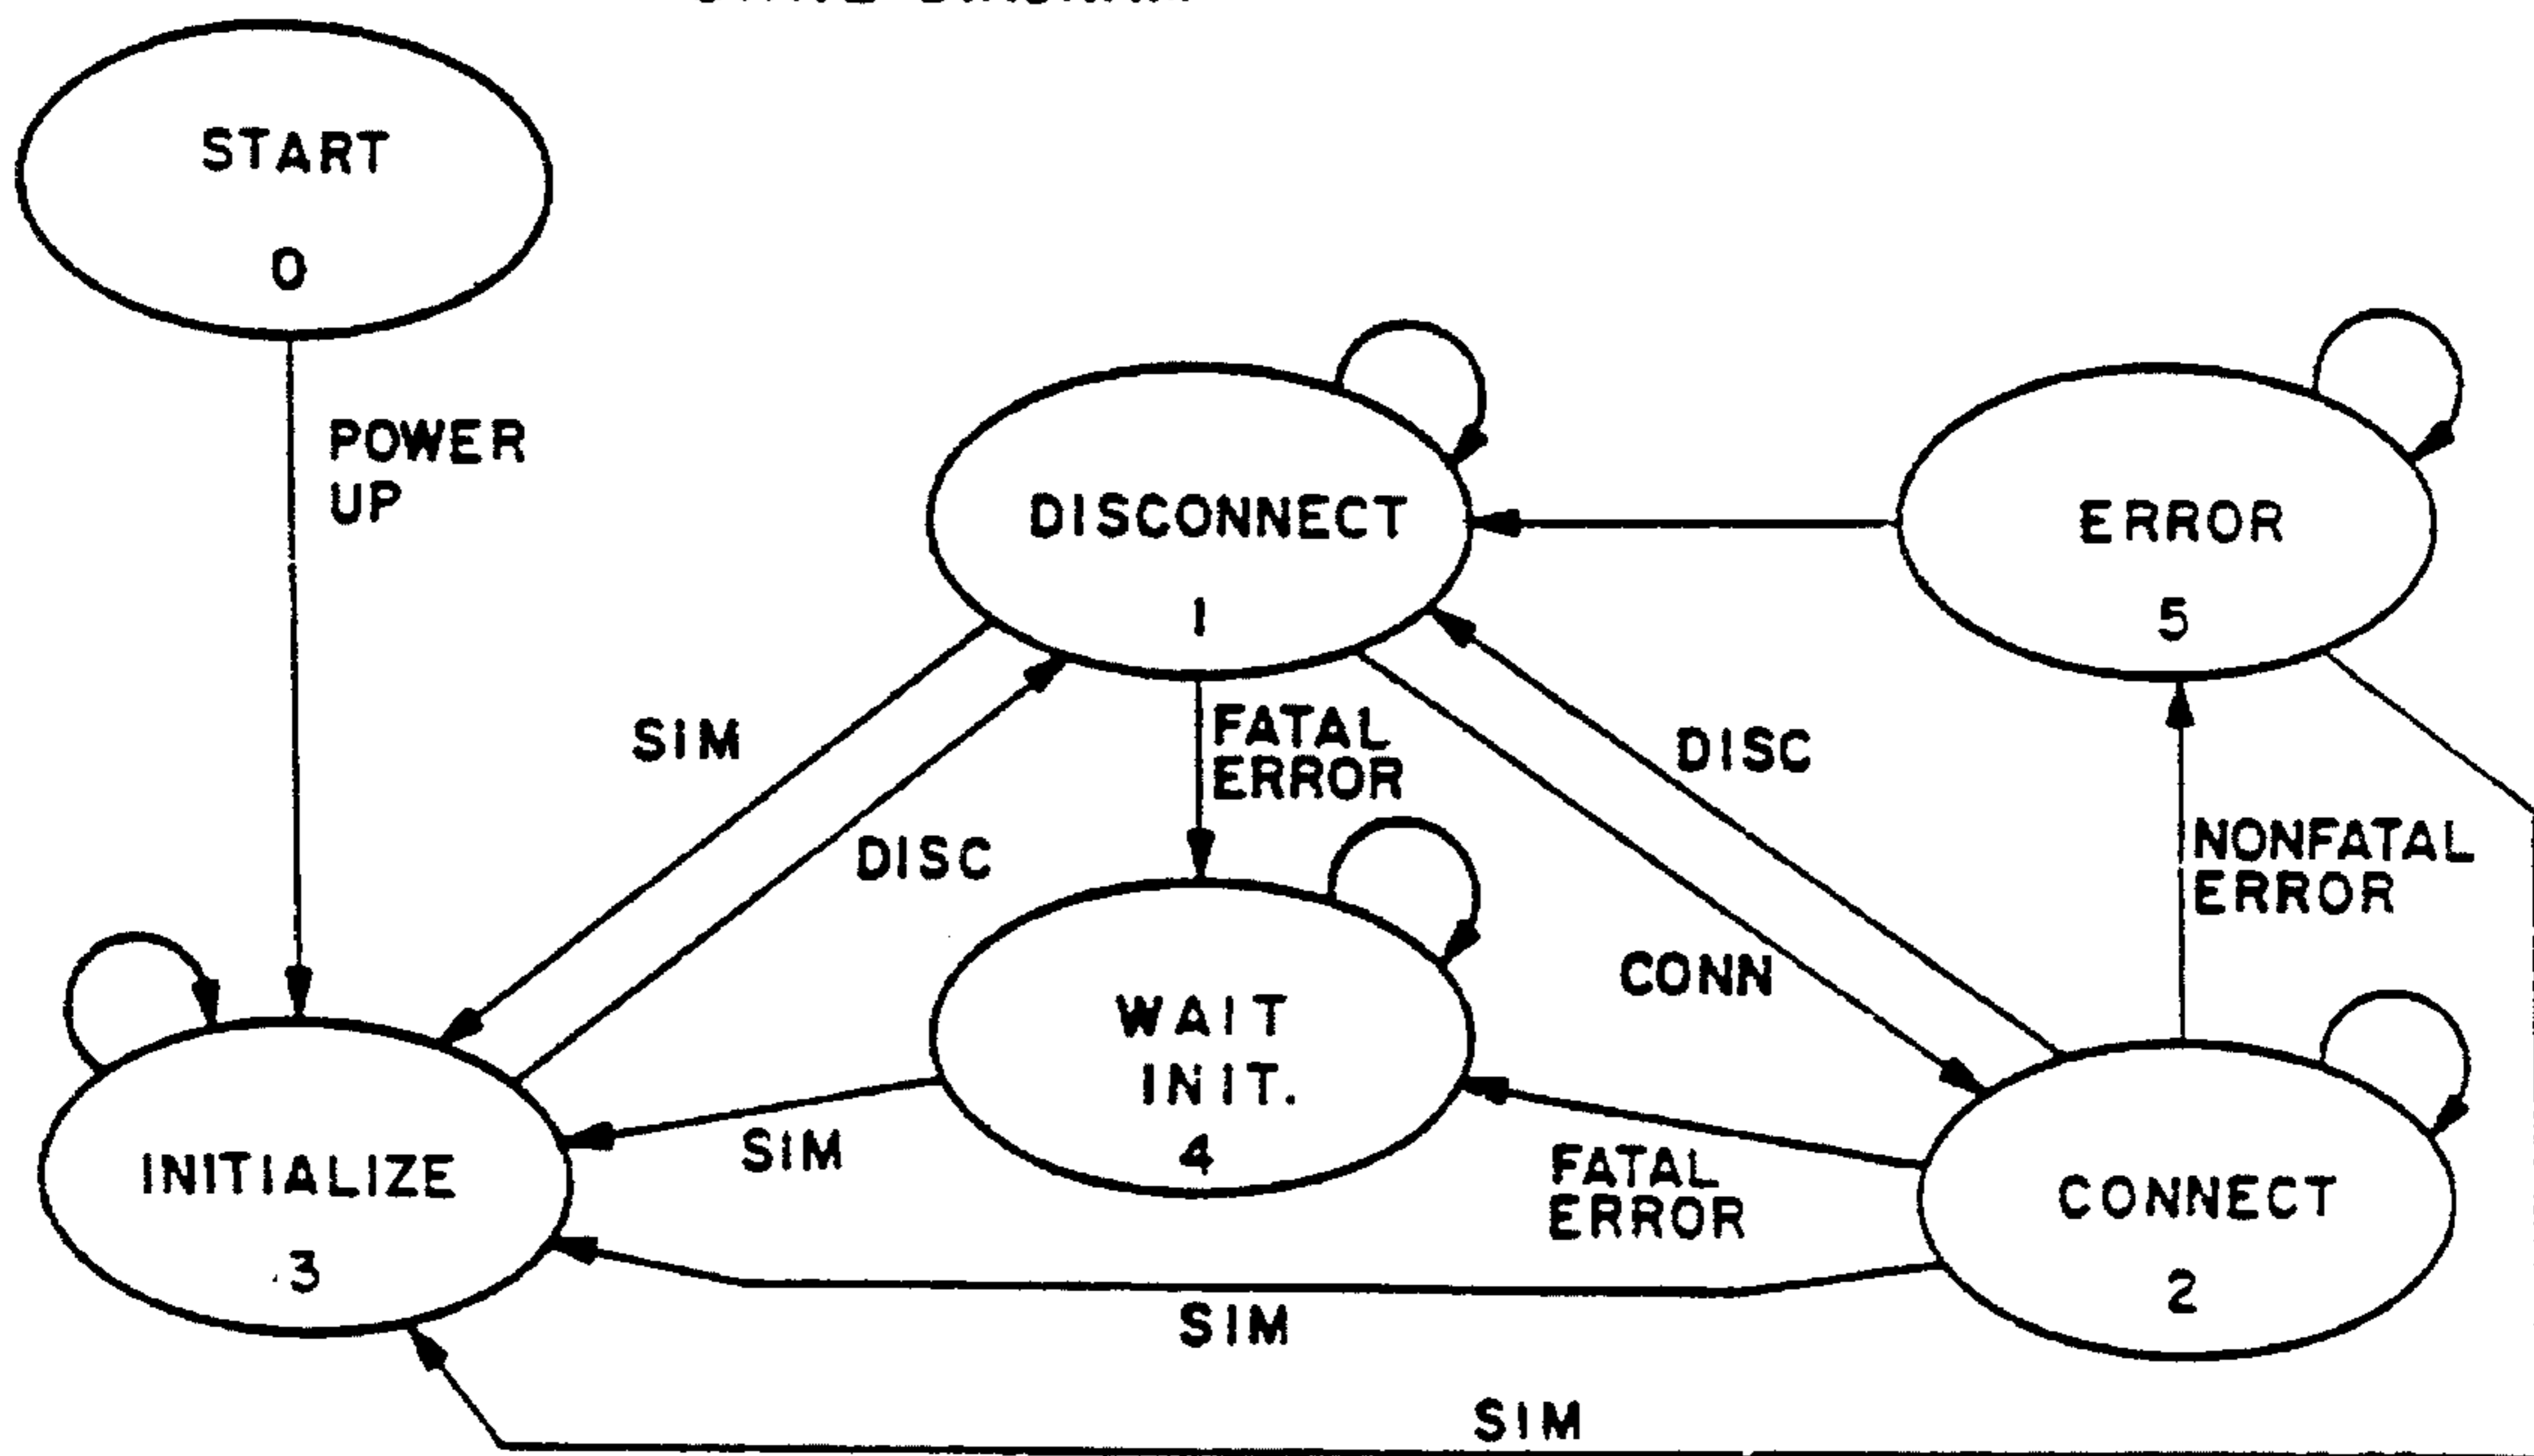 START
0
POWER
UP
DISCONNECT
1
ERROR
5
SIM
DISC
FATAL
ERROR
DISC
CONN
NONFATAL
ERROR
WAIT
INIT.
4
SIM
FATAL
ERROR
INITIALIZE
3
CONNECT
2
SIM
SIM